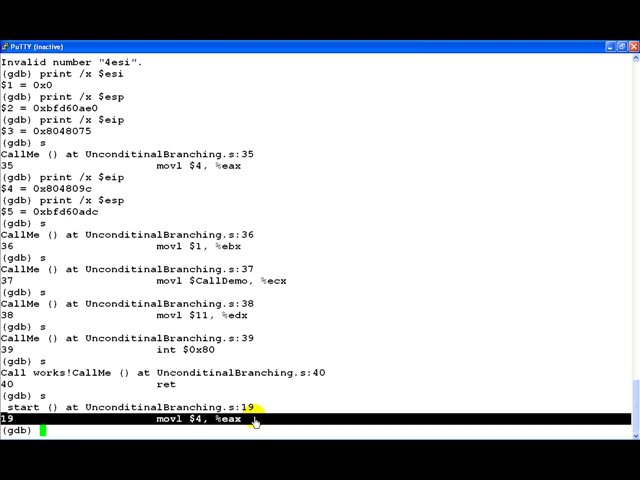 PuTTY (inactive)
Invalid number "4esi".
(gdb) print /x $esi
$1 = 0x0
(gdb) print /x $esp
$2 = 0xbfd60ae0
(gdb) print /x $eip
$3 = 0x8048075
(gdb) s
CallMe () at UnconditinalBranching.s:35
35 movl $4, %eax
(gdb) print /x $eip
$4 = 0x804809c
(gdb) print /x $esp
$5 = 0xbfd60adc
(gdb) s
CallMe () at UnconditinalBranching.s:36
36 movl $1, %ebx
(gdb) s
CallMe () at UnconditinalBranching.s:37
37 movl $CallDemo, %ecx
(gdb) s
CallMe () at UnconditinalBranching.s:38
38 movl $11, %edx
(gdb) s
CallMe () at UnconditinalBranching.s:39
39 int $0x80
(gdb) s
Call works!CallMe () at UnconditinalBranching.s:40
40 ret
(gdb) s
start () at UnconditinalBranching.s:19
19 movl $4, %eax
(gdb)